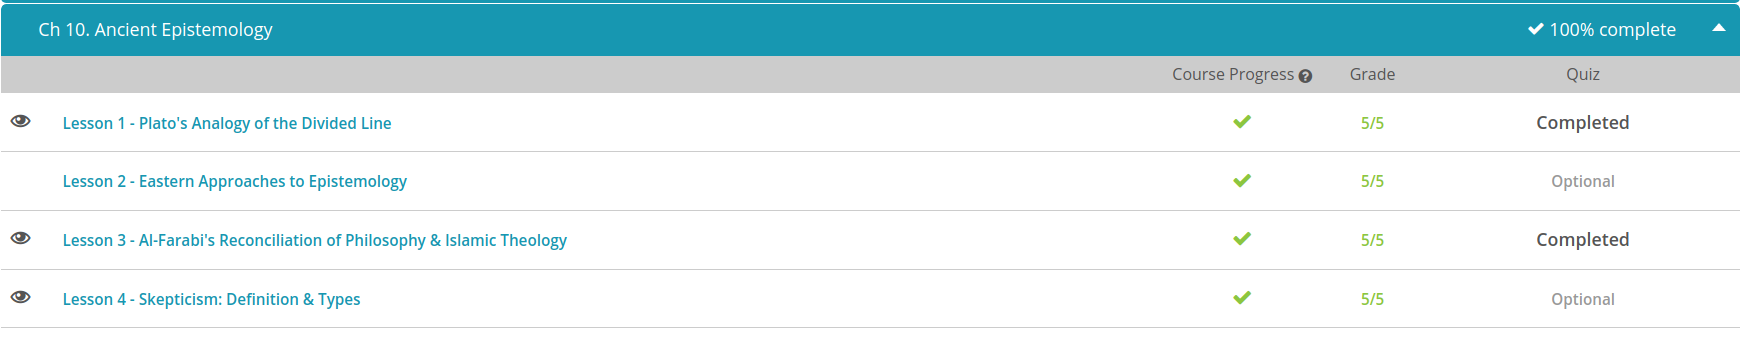 Ch 10. Ancient Epistemology 100% complete
Course Progress Grade Quiz
Lesson 1 - Plato's Analogy of the Divided Line 5/5 Completed
Lesson 2 - Eastern Approaches to Epistemology 5/5 Optional
Lesson 3 - Al-Farabi's Reconciliation of Philosophy & Islamic Theology 5/5 Completed
Lesson 4 - Skepticism: Definition & Types 5/5 Optional